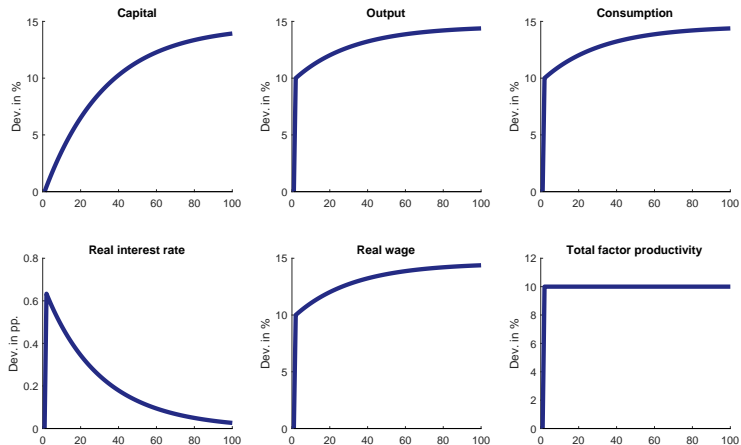 Capital
Output
Consumption
15
10
5
0
Dev. in %
0 20 40 60 80 100
15
10
5
0
Dev. in %
0 20 40 60 80 100
15
10
5
0
Dev. in %
0 20 40 60 80 100
Real interest rate
Real wage
Total factor productivity
0.8
0.6
0.4
0.2
0
Dev. in pp.
0 20 40 60 80 100
15
10
5
0
Dev. in %
0 20 40 60 80 100
12
10
8
6
4
2
0
Dev. in %
0 20 40 60 80 100